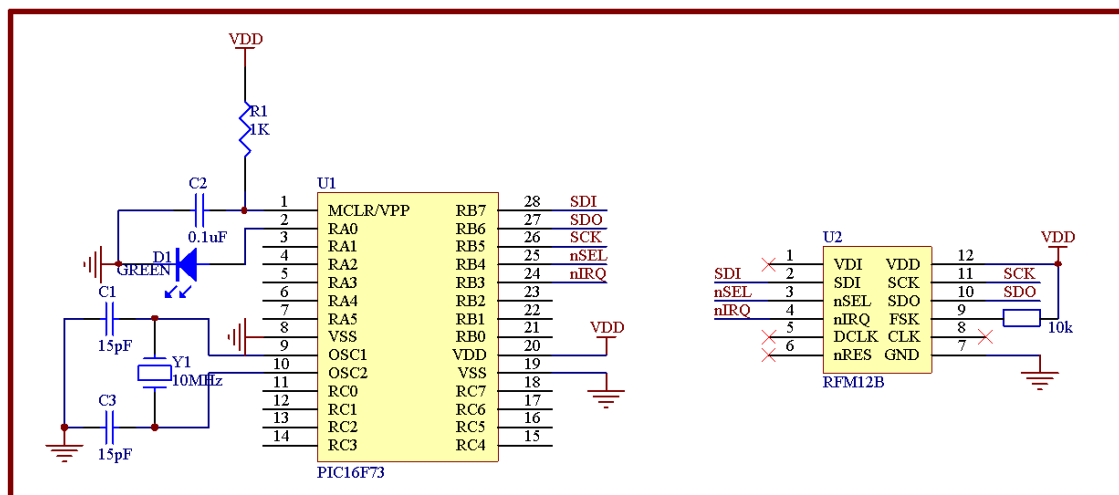 VDD
R1
1K
C2
0.1uF
D1
GREEN
C1
15pF
Y1
10MHz
C3
15pF
U1
1 MCLR/VPP RB7 28 SDI
2 RA0 RB6 27 SDO
3 RA1 RB5 26 SCK
4 RA2 RB4 25 nSEL
5 RA3 RB3 24 nIRQ
6 RA4 RB2 23
7 RA5 RB1 22
8 VSS RB0 21
9 OSC1 VDD 20 VDD
10 OSC2 VSS 19
11 RC0 RC7 18
12 RC1 RC6 17
13 RC2 RC5 16
14 RC3 RC4 15
PIC16F73
U2
VDD
1 VDI VDD 12
SDI 2 SDI SCK 11 SCK
nSEL 3 nSEL SDO 10 SDO
nIRQ 4 nIRQ FSK 9 10k
5 DCLK CLK 8
6 nRES GND 7
RFM12B